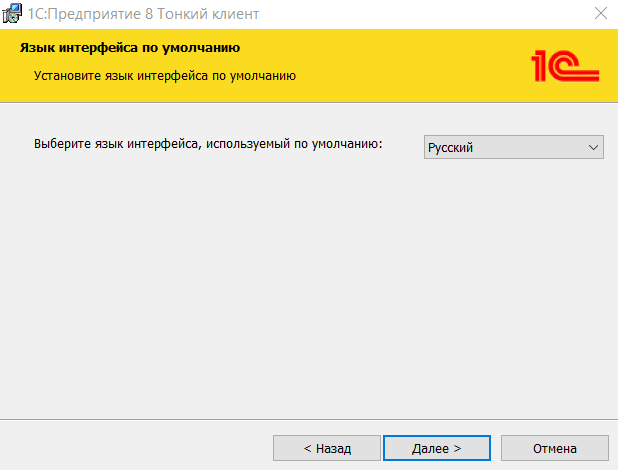 1С:Предприятие 8 Тонкий клиент
Язык интерфейса по умолчанию
Установите язык интерфейса по умолчанию
1С
Выберите язык интерфейса, используемый по умолчанию:
Русский
< Назад
Далее >
Отмена